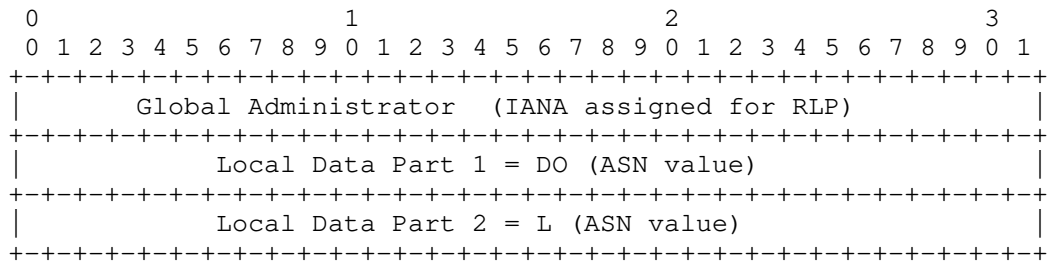 0                   1                   2                   3
 0 1 2 3 4 5 6 7 8 9 0 1 2 3 4 5 6 7 8 9 0 1 2 3 4 5 6 7 8 9 0 1
+-+-+-+-+-+-+-+-+-+-+-+-+-+-+-+-+-+-+-+-+-+-+-+-+-+-+-+-+-+-+-+-+
|       Global Administrator  (IANA assigned for RLP)           |
+-+-+-+-+-+-+-+-+-+-+-+-+-+-+-+-+-+-+-+-+-+-+-+-+-+-+-+-+-+-+-+-+
|            Local Data Part 1 = DO (ASN value)                 |
+-+-+-+-+-+-+-+-+-+-+-+-+-+-+-+-+-+-+-+-+-+-+-+-+-+-+-+-+-+-+-+-+
|            Local Data Part 2 = L (ASN value)                  |
+-+-+-+-+-+-+-+-+-+-+-+-+-+-+-+-+-+-+-+-+-+-+-+-+-+-+-+-+-+-+-+-+